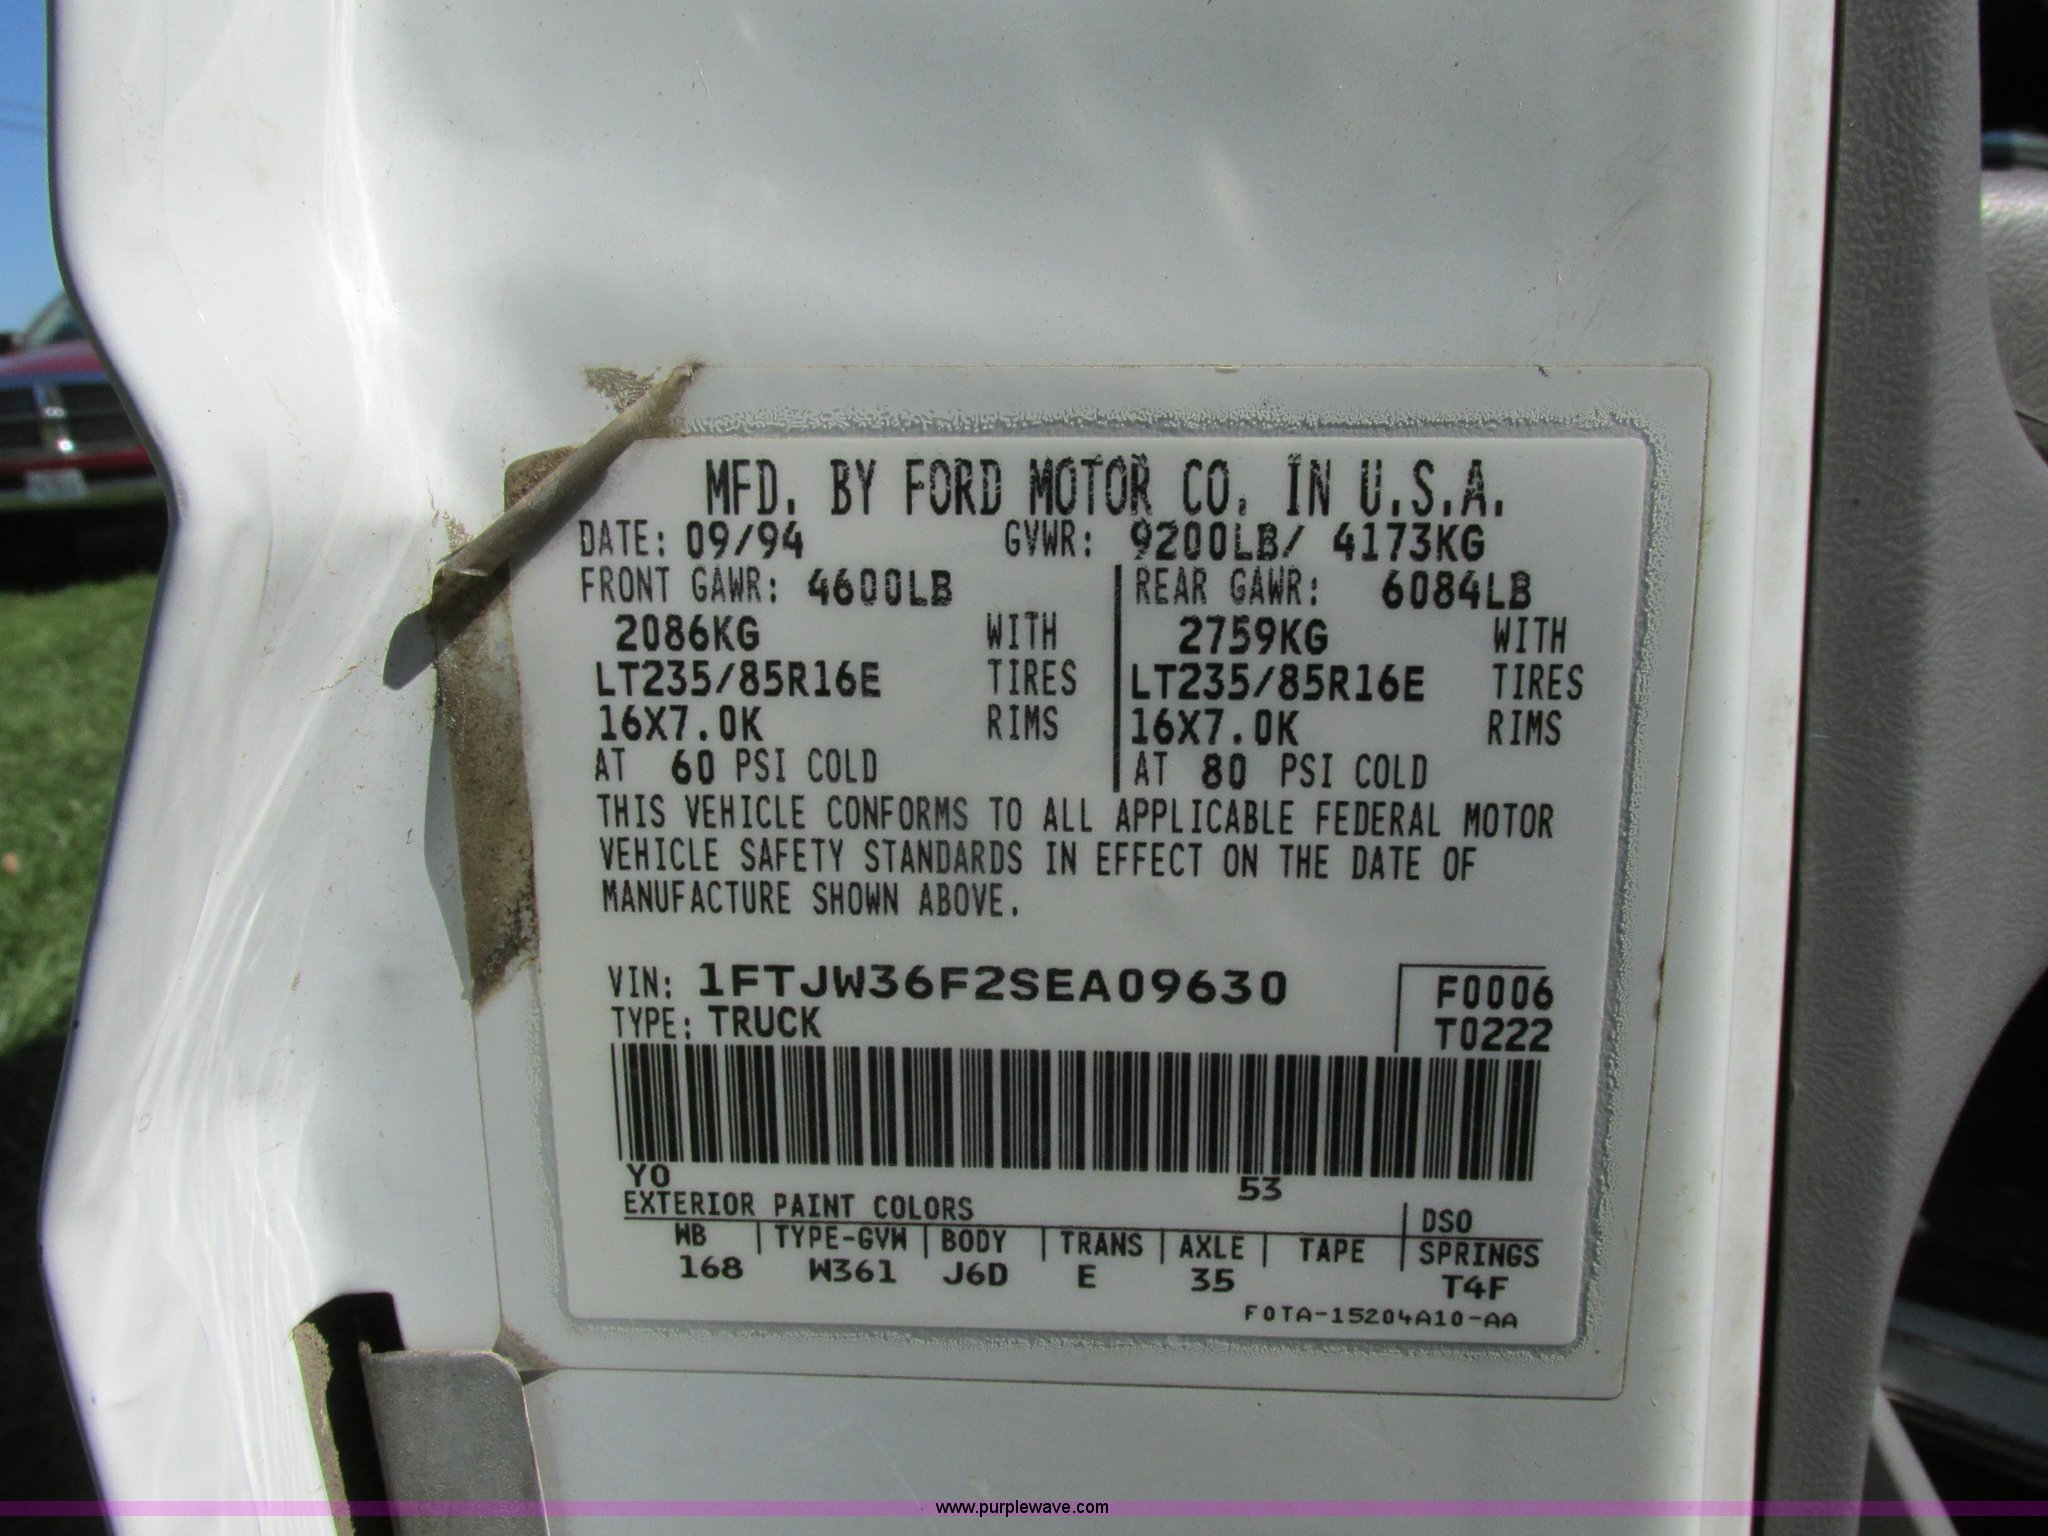 MFD. BY FORD MOTOR CO. IN U.S.A.
DATE: 09/94 GVWR: 9200LB/ 4173KG
FRONT GAWR: 4600LB REAR GAWR: 6084LB
2086KG WITH 2759KG WITH
LT235/85R16E TIRES LT235/85R16E TIRES
16X7.0K RIMS 16X7.0K RIMS
AT 60 PSI COLD AT 80 PSI COLD
THIS VEHICLE CONFORMS TO ALL APPLICABLE FEDERAL MOTOR
VEHICLE SAFETY STANDARDS IN EFFECT ON THE DATE OF
MANUFACTURE SHOWN ABOVE.
VIN: 1FTJW36F2SEA09630 F0006
TYPE: TRUCK T0222
YO 53
EXTERIOR PAINT COLORS DSO
WB TYPE-GVW BODY TRANS AXLE TAPE SPRINGS
168 W361 J6D E 35 T4F
F0TA-15204A10-AA
www.purplewave.com